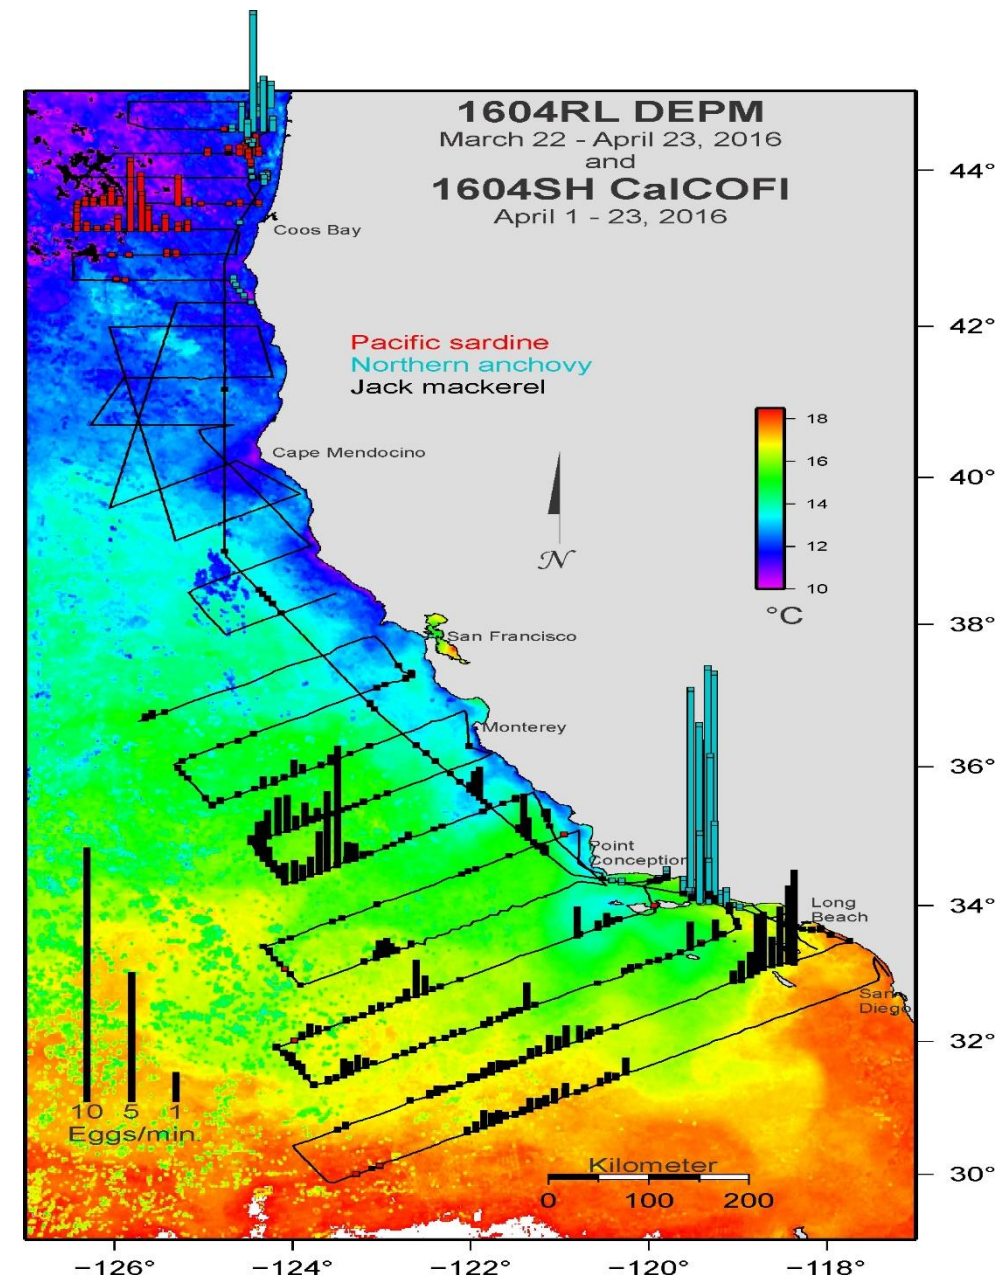 1604RL DEPM
March 22 - April 23, 2016
and
1604SH CalCOFI
April 1 - 23, 2016
44°
Coos Bay
42°
Pacific sardine
Northern anchovy
Jack mackerel
18
16
14
12
10
°C
Cape Mendocino
40°
N
38°
San Francisco
Monterey
36°
Point
Conception
34°
Long
Beach
San
Diego
32°
10 5 1
Eggs/min.
Kilometer
0 100 200
30°
−126° −124° −122° −120° −118°